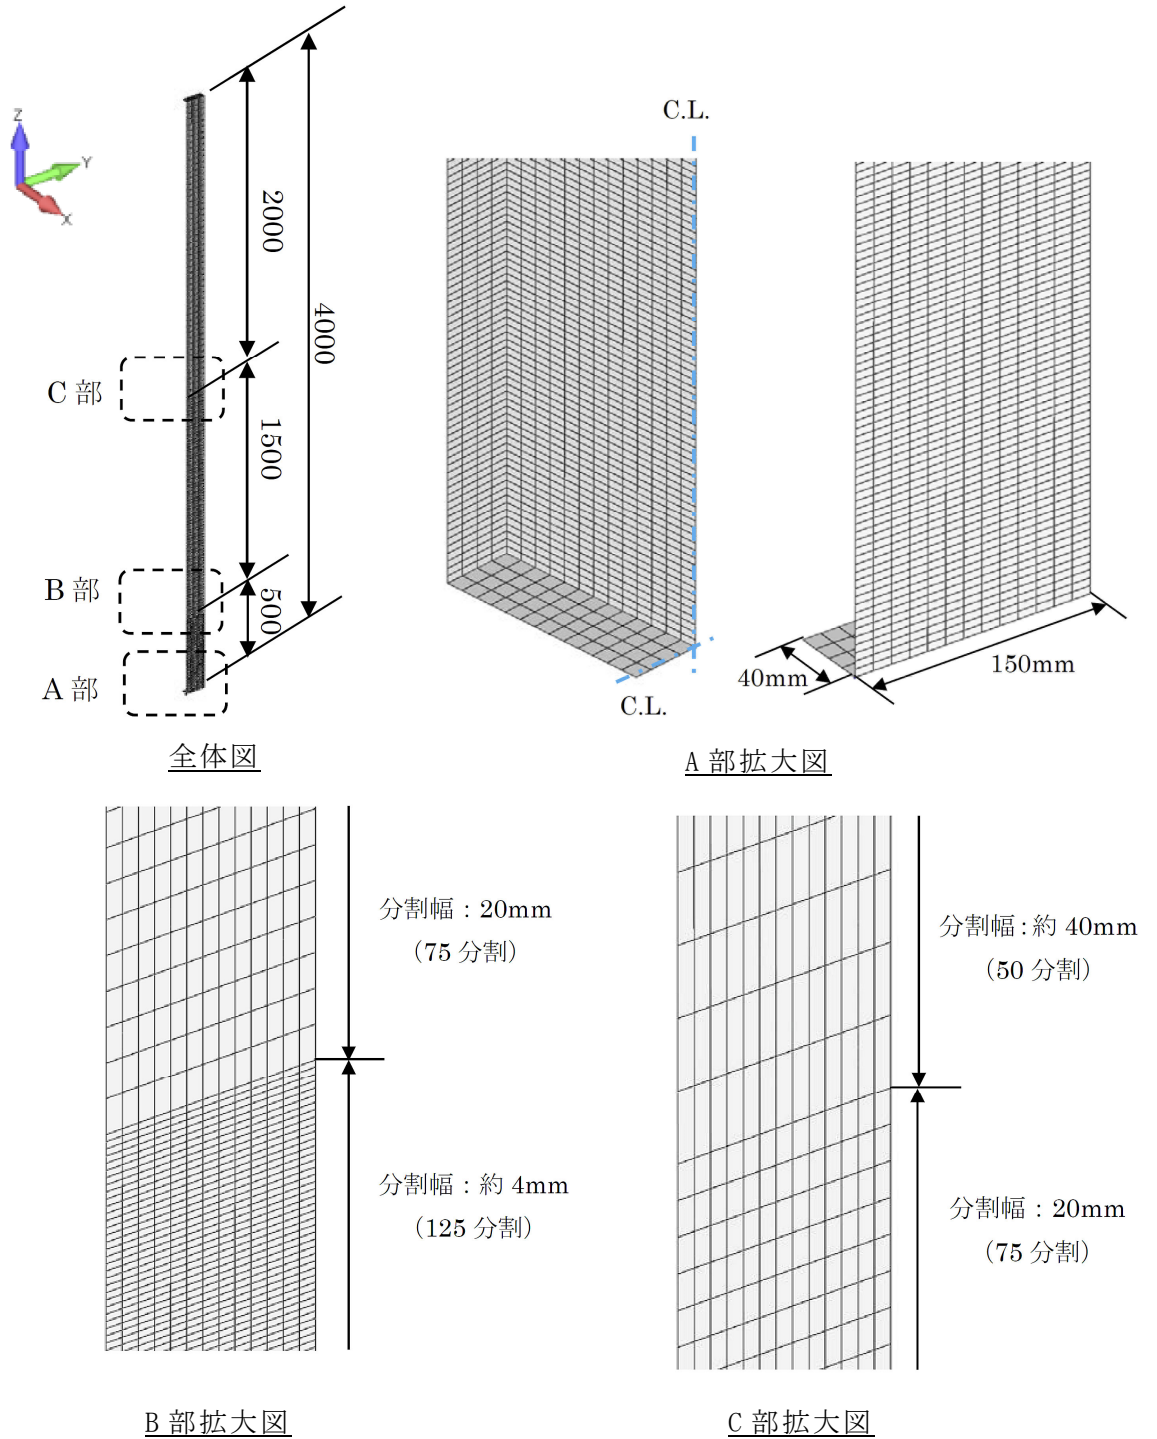 Z
Y
X
2000
4000
1500
500
C 部
B 部
A 部
全体図
C.L.
C.L.
40mm
150mm
A 部拡大図
分割幅：20mm
（75 分割）
分割幅：約 4mm
（125 分割）
B 部拡大図
分割幅：約 40mm
（50 分割）
分割幅：20mm
（75 分割）
C 部拡大図